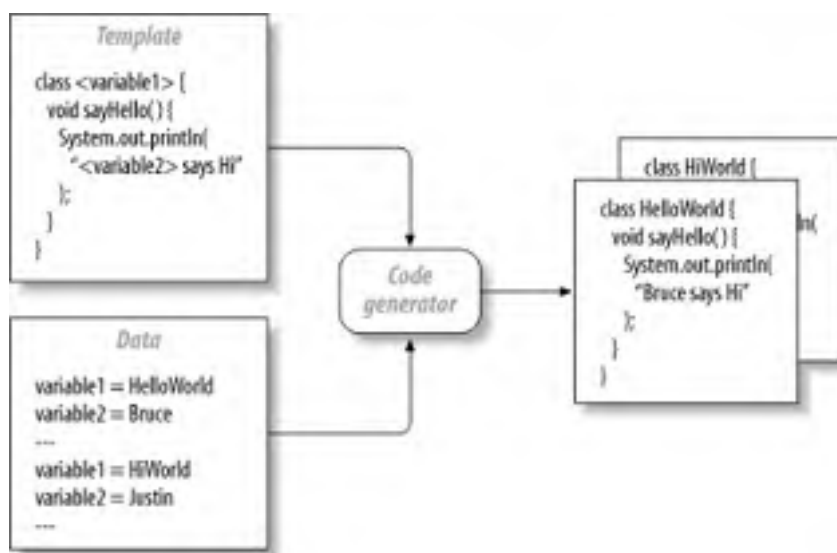 Template
class <variable1> {
void sayHello( ) {
System.out.println(
"<variable2> says Hi"
);
}
}
Data
variable1 = HelloWorld
variable2 = Bruce
---
variable1 = HiWorld
variable2 = Justin
---
Code
generator
class HiWorld {
ln(
class HelloWorld {
void sayHello( ) {
System.out.println(
"Bruce says Hi"
);
}
}